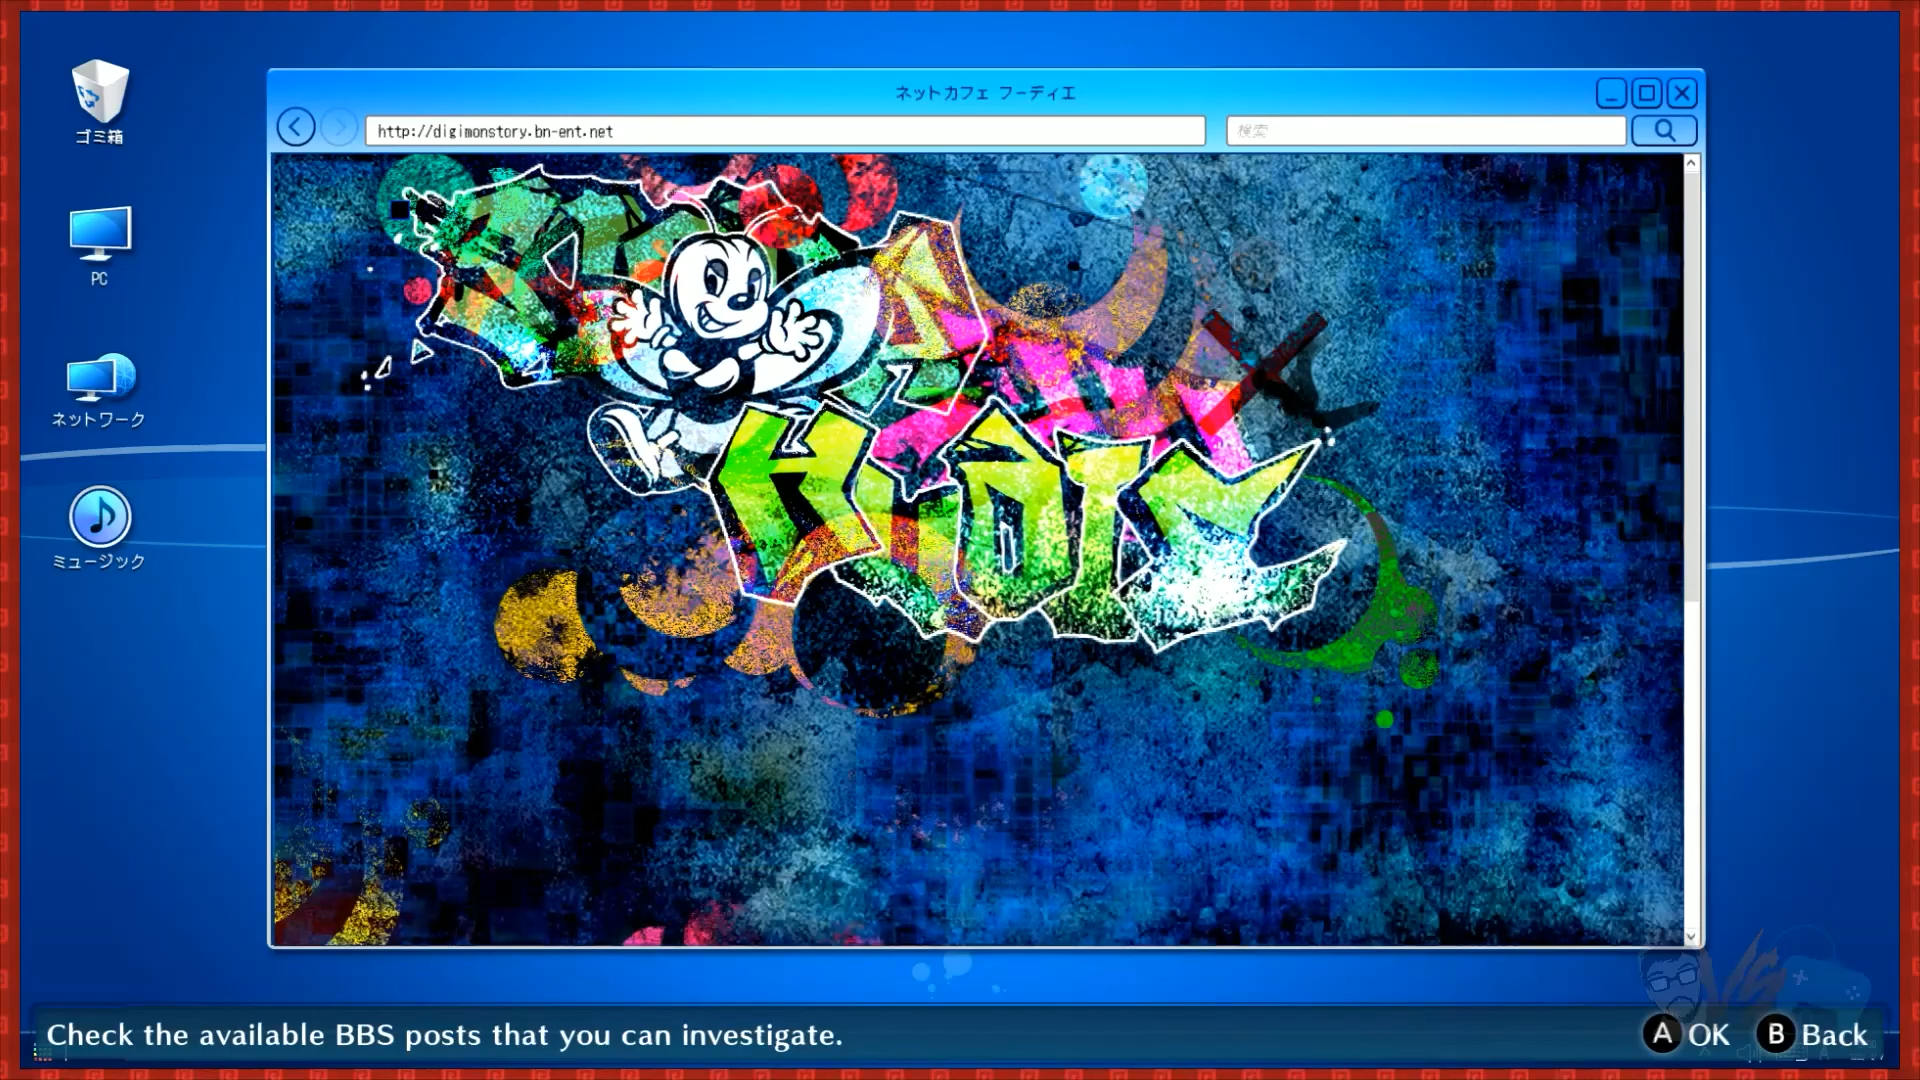 ネットカフェ フーディエ
http://digimonstory.bn-ent.net
検索
ゴミ箱
PC
ネットワーク
ミュージック
Check the available BBS posts that you can investigate.
A OK B Back